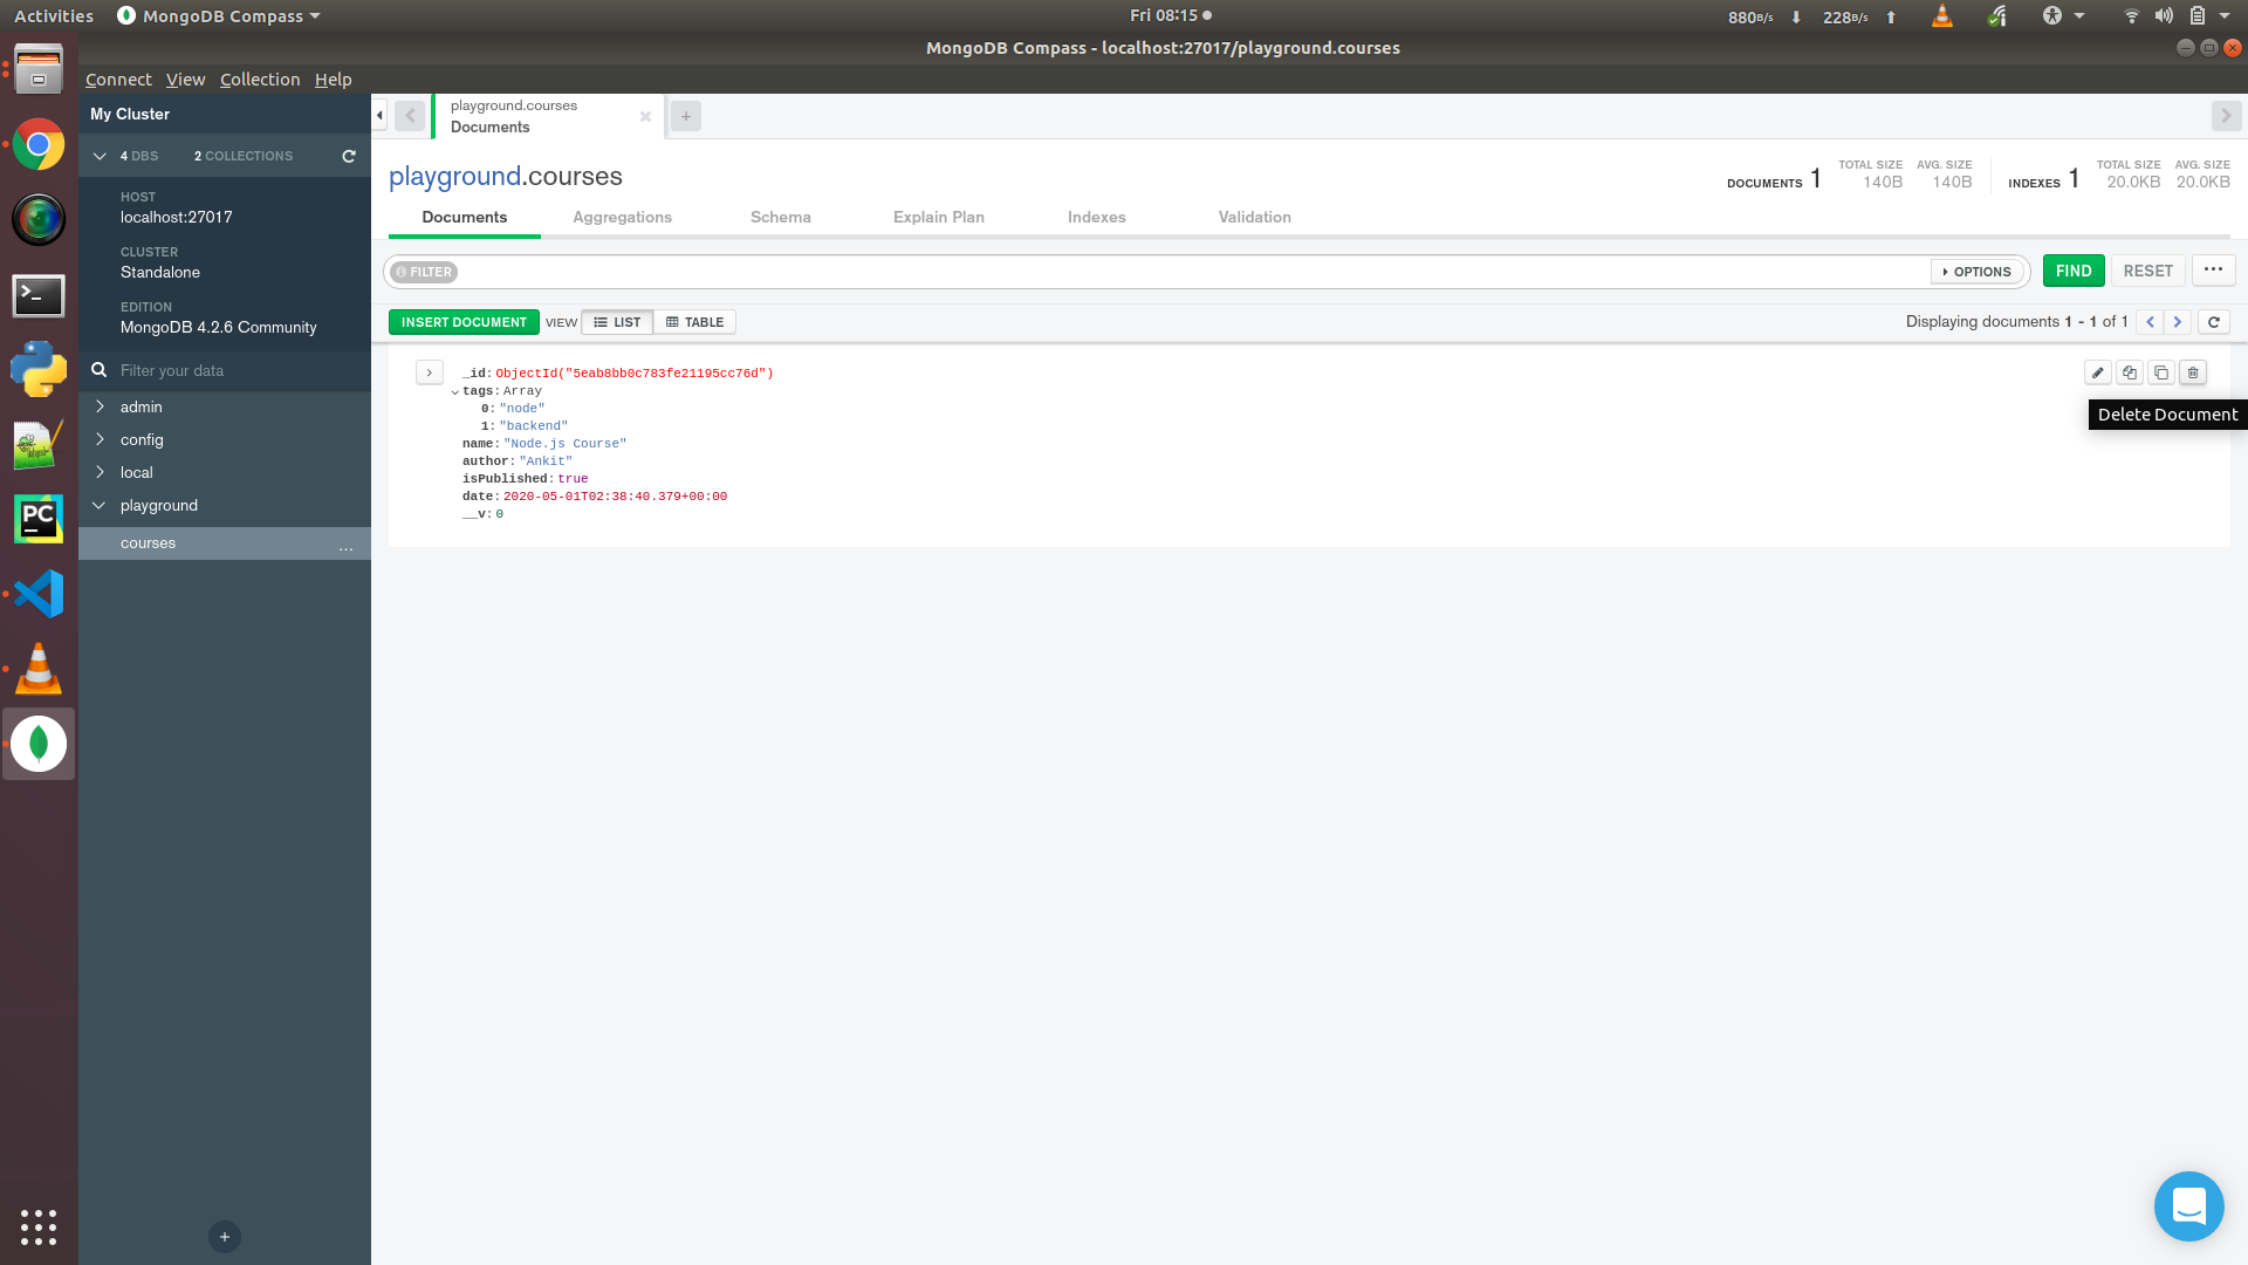 Activities MongoDB Compass Fri 08:15 880B/s 228B/s
MongoDB Compass - localhost:27017/playground.courses
Connect View Collection Help
My Cluster
4 DBS 2 COLLECTIONS
HOST
localhost:27017
CLUSTER
Standalone
EDITION
MongoDB 4.2.6 Community
Filter your data
admin
config
local
playground
courses ...
playground.courses
Documents
playground.courses
DOCUMENTS 1 TOTAL SIZE 140B AVG. SIZE 140B INDEXES 1 TOTAL SIZE 20.0KB AVG. SIZE 20.0KB
Documents Aggregations Schema Explain Plan Indexes Validation
FILTER OPTIONS FIND RESET ...
INSERT DOCUMENT VIEW LIST TABLE Displaying documents 1 - 1 of 1
_id: ObjectId("5eab8bb0c783fe21195cc76d")
tags: Array
0: "node"
1: "backend"
name: "Node.js Course"
author: "Ankit"
isPublished: true
date: 2020-05-01T02:38:40.379+00:00
__v: 0
Delete Document
PC